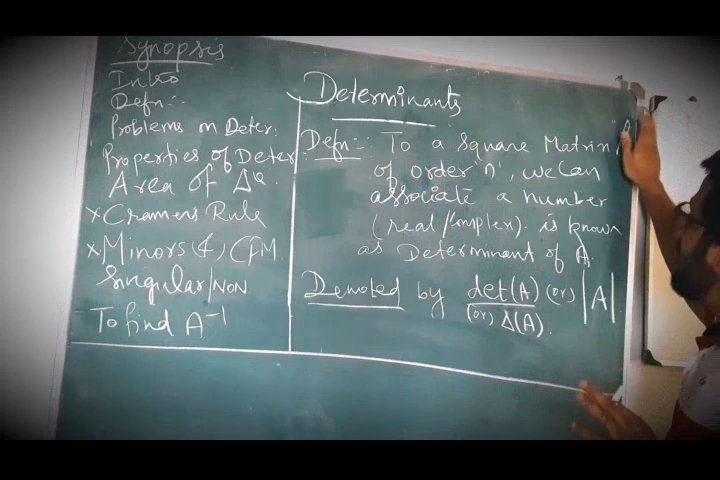 Synopsis
Intro
Defn:-
Problems on Deter:
Properties of Deter:
Area of Δle.
x Cramers Rule
x Minors (4), CFM
Singular/NON
To find A⁻¹
Determinants
Defn:- To a Square Matrix A
of order 'n', we can
associate a number
(real/complex). is known
as Determinant of A.
Denoted by det(A) (or) |A|
(or) Δ(A).